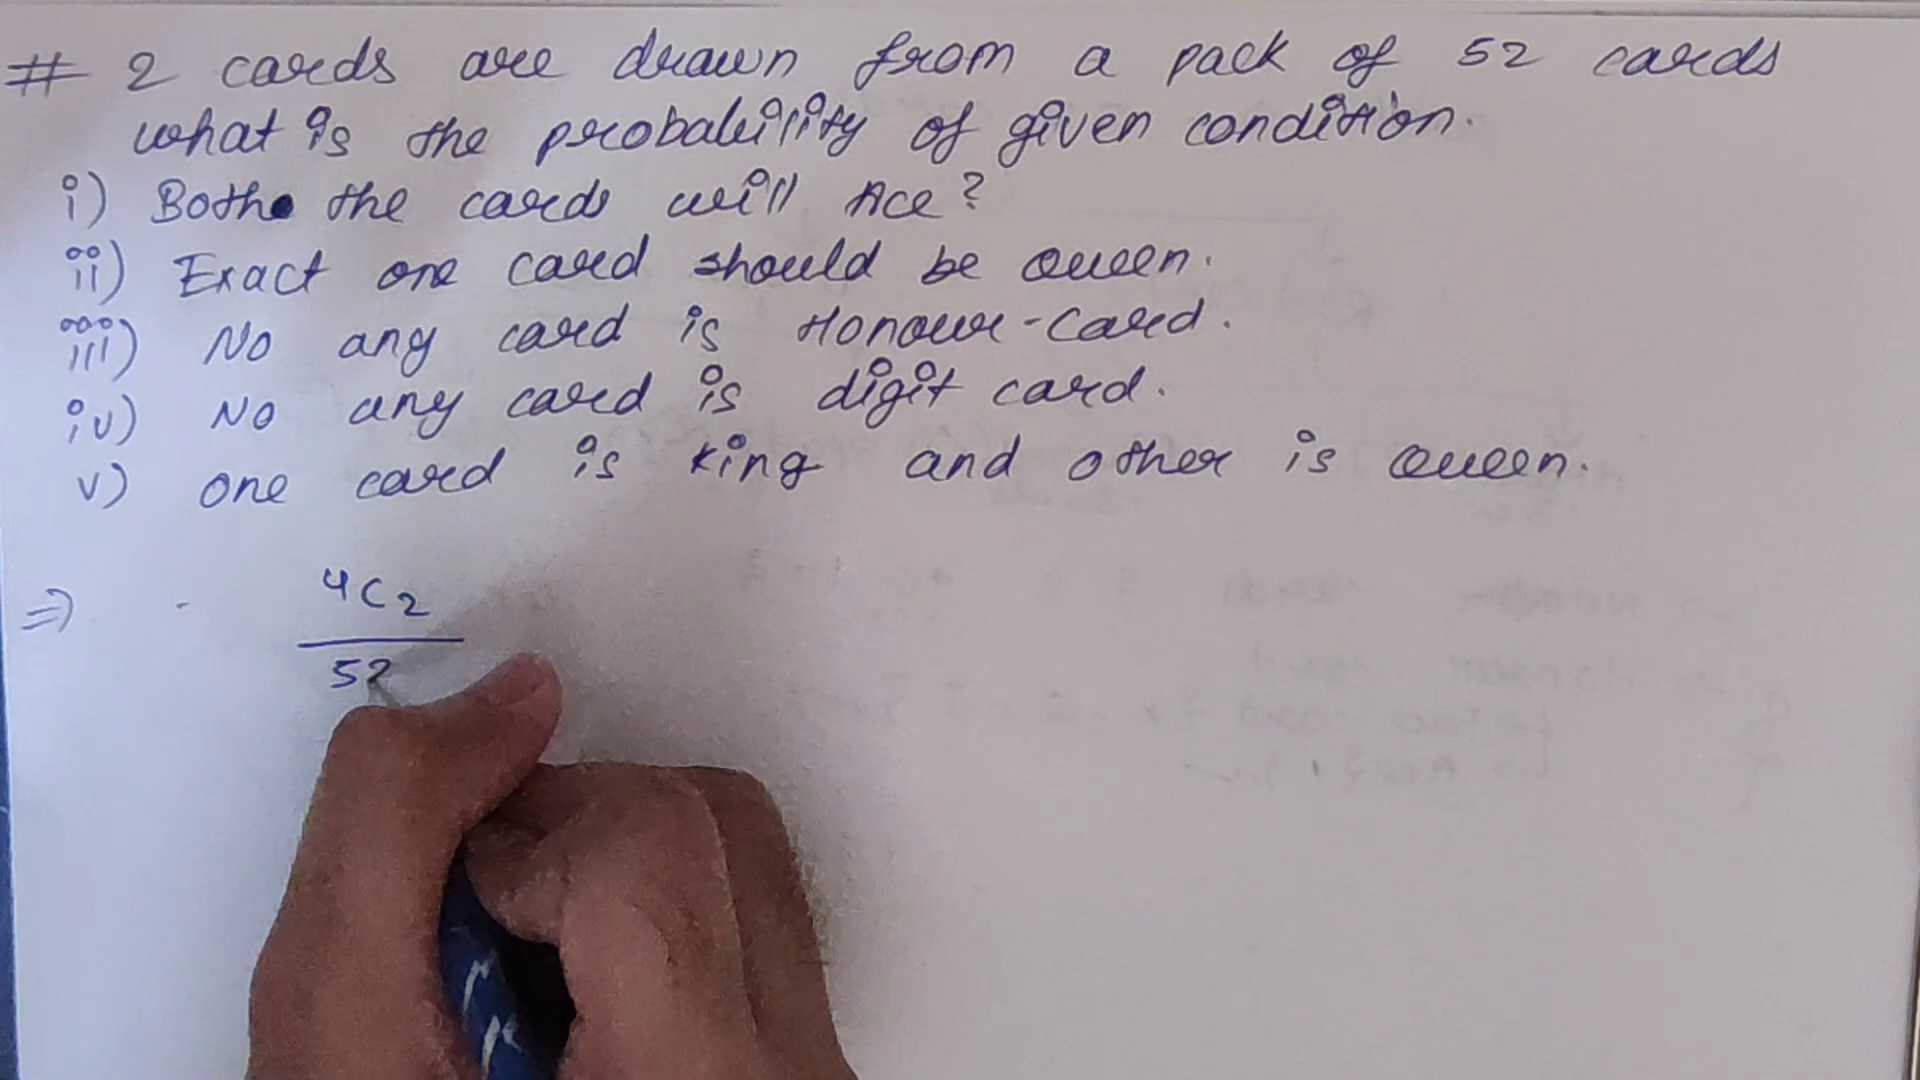 # 2 cards are drawn from a pack of 52 cards
what is the probability of given condition.
i) Both the cards will Ace?
ii) Exact one card should be Queen.
iii) No any card is Honour-Card.
iv) No any card is digit card.
v) one card is king and other is Queen.
⇒ 4C2
52